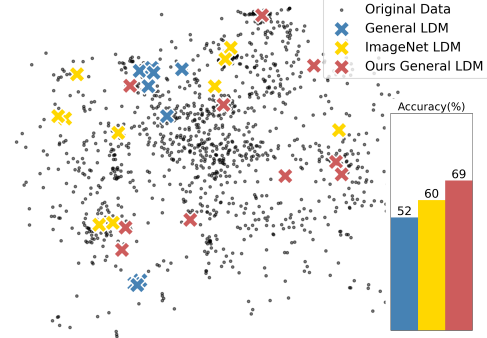 Original Data
General LDM
ImageNet LDM
Ours General LDM
Accuracy(%)
52
60
69